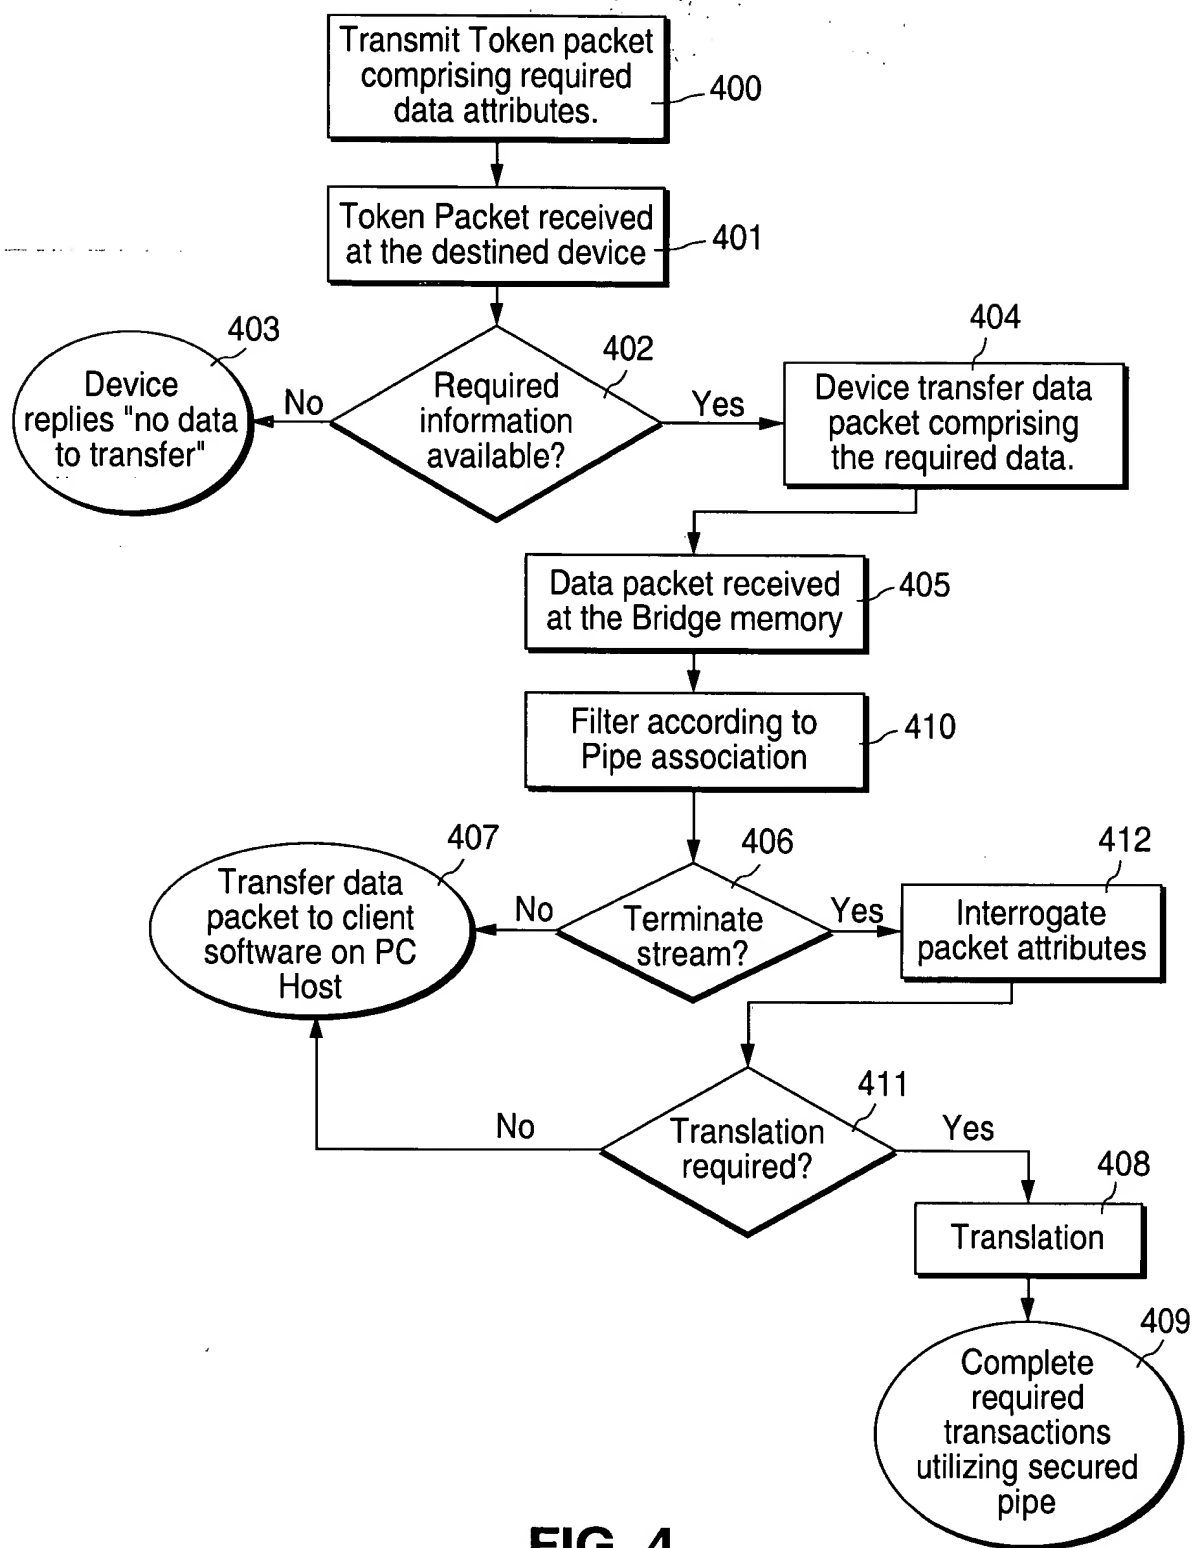 Transmit Token packet
comprising required
data attributes.
400
Token Packet received
at the destined device
401
403
402
404
Device
replies "no data
to transfer"
No
Required
information
available?
Yes
Device transfer data
packet comprising
the required data.
Data packet received
at the Bridge memory
405
Filter according to
Pipe association
410
407
406
412
Transfer data
packet to client
software on PC
Host
No
Terminate
stream?
Yes
Interrogate
packet attributes
411
No
Translation
required?
Yes
408
Translation
409
Complete
required
transactions
utilizing secured
pipe
FIG. 4